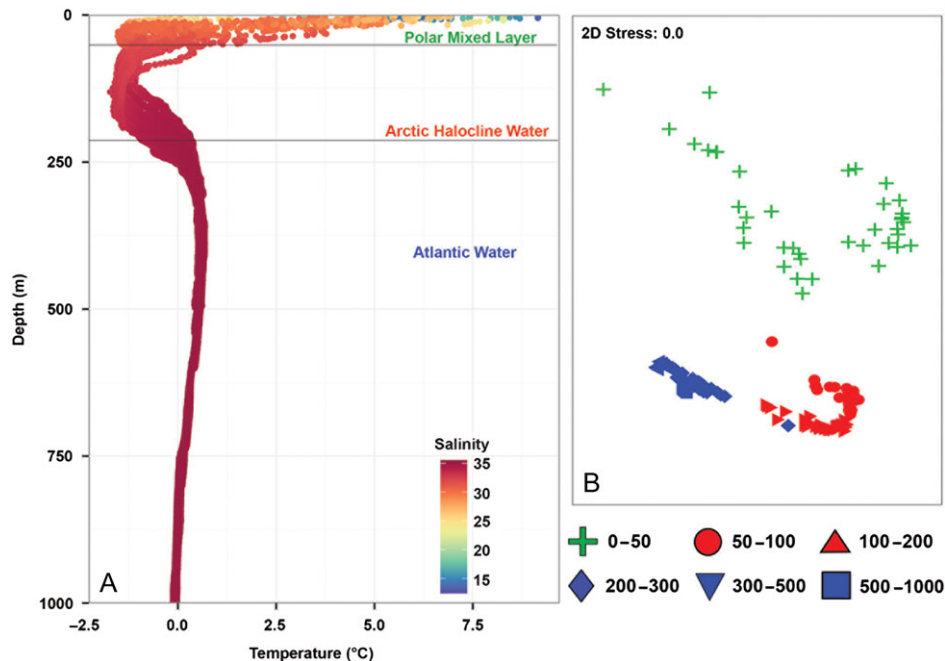 0
250
500
750
1000
Depth (m)
−2.5
0.0
2.5
5.0
7.5
Temperature (°C)
Polar Mixed Layer
Arctic Halocline Water
Atlantic Water
Salinity
35
30
25
20
15
A
2D Stress: 0.0
B
0−50
50−100
100−200
200−300
300−500
500−1000